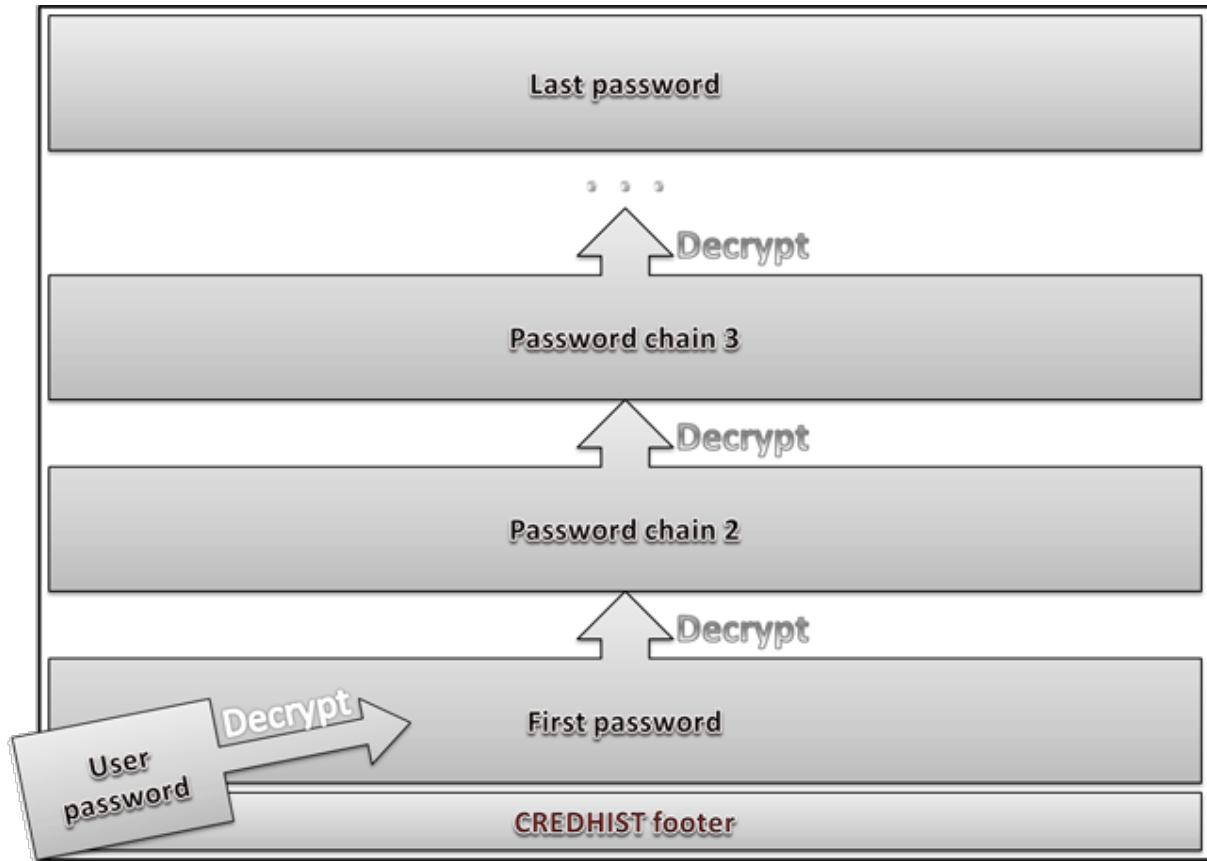 Last password
. . .
Decrypt
Password chain 3
Decrypt
Password chain 2
Decrypt
First password
Decrypt
User
password
CREDHIST footer